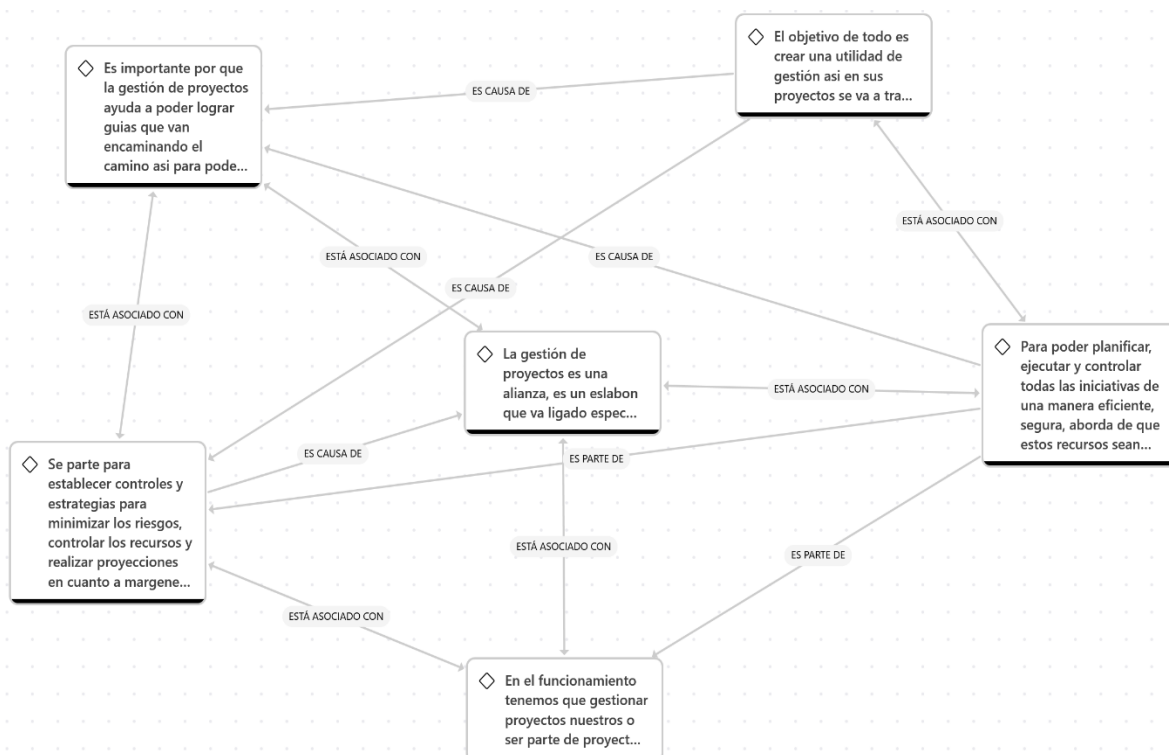 El objetivo de todo es
crear una utilidad de
gestión asi en sus
proyectos se va a tra...
Es importante por que
la gestión de proyectos
ayuda a poder lograr
guias que van
encaminando el
camino asi para pode...
ES CAUSA DE
ESTÁ ASOCIADO CON
ESTÁ ASOCIADO CON
ES CAUSA DE
ES CAUSA DE
ESTÁ ASOCIADO CON
La gestión de
proyectos es una
alianza, es un eslabon
que va ligado espec...
Para poder planificar,
ejecutar y controlar
todas las iniciativas de
una manera eficiente,
segura, aborda de que
estos recursos sean...
ESTÁ ASOCIADO CON
ES CAUSA DE
ES PARTE DE
Se parte para
establecer controles y
estrategias para
minimizar los riesgos,
controlar los recursos y
realizar proyecciones
en cuanto a margene...
ESTÁ ASOCIADO CON
ES PARTE DE
ESTÁ ASOCIADO CON
En el funcionamiento
tenemos que gestionar
proyectos nuestros o
ser parte de proyect...